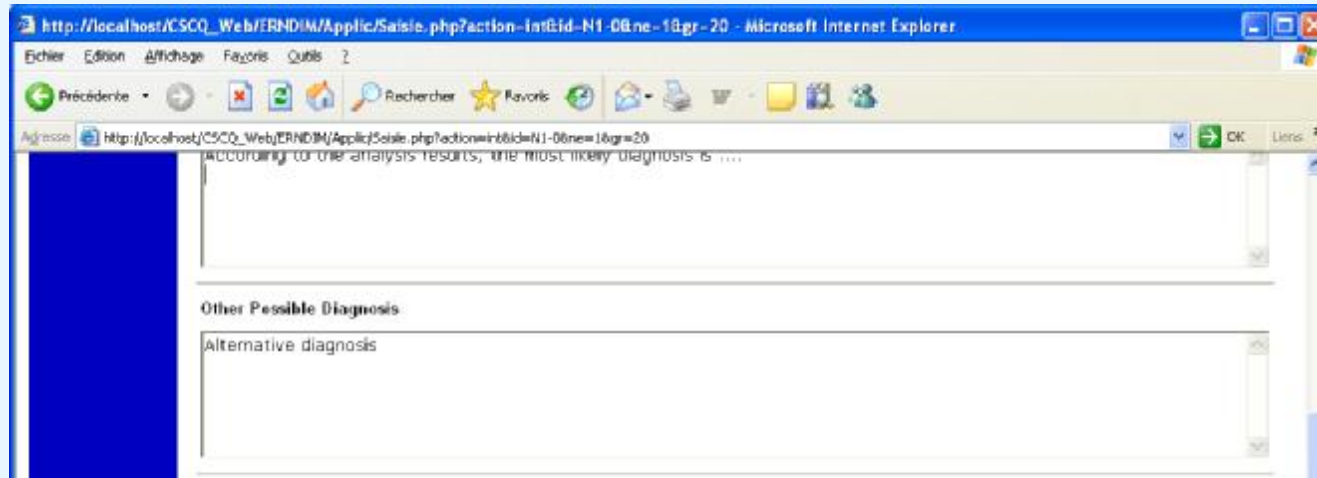 http://localhost/CSCQ_Web/ERNDIM/Applic/Saisie.php?action=int&id=N1-0&ne=1&gr=20 - Microsoft Internet Explorer
Fichier Edition Affichage Favoris Outils ?
Précédente Rechercher Favoris W
Adresse http://localhost/CSCQ_Web/ERNDIM/Applic/Saisie.php?action=int&id=N1-0&ne=1&gr=20 OK Liens »
According to the analysis results, the most likely diagnosis is ....
Other Possible Diagnosis
Alternative diagnosis